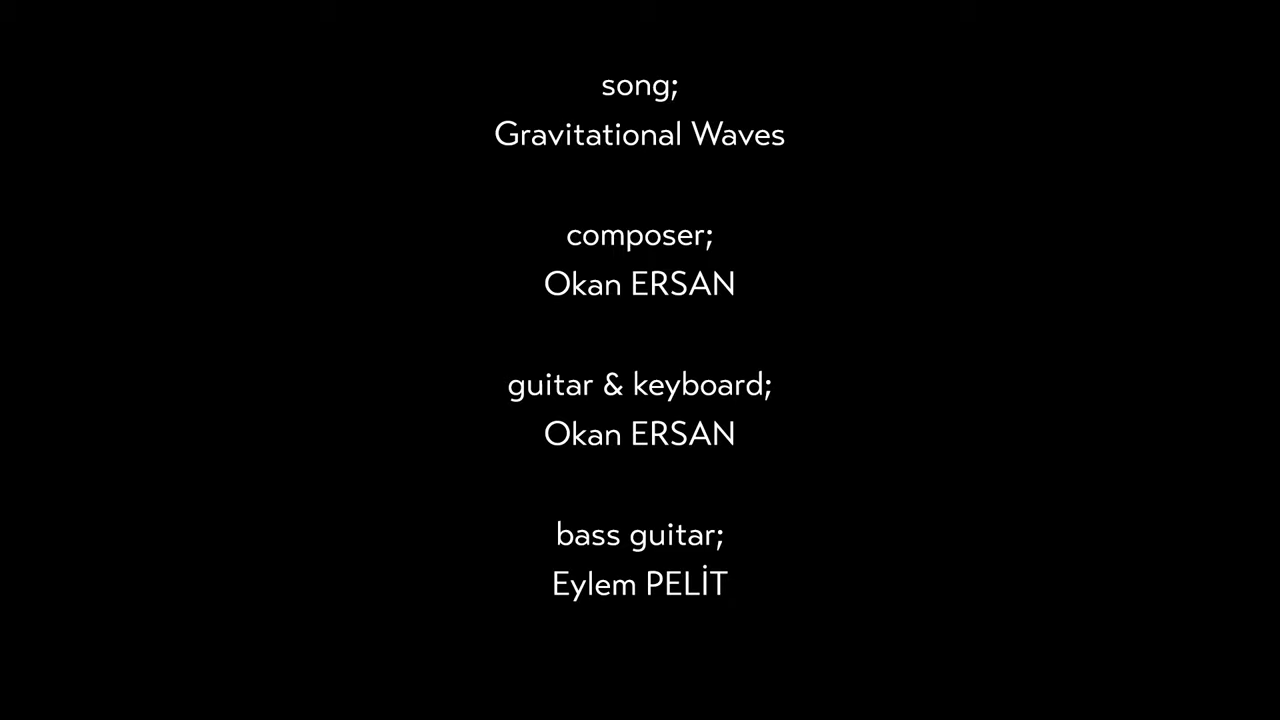 song;
Gravitational Waves
composer;
Okan ERSAN
guitar & keyboard;
Okan ERSAN
bass guitar;
Eylem PELİT